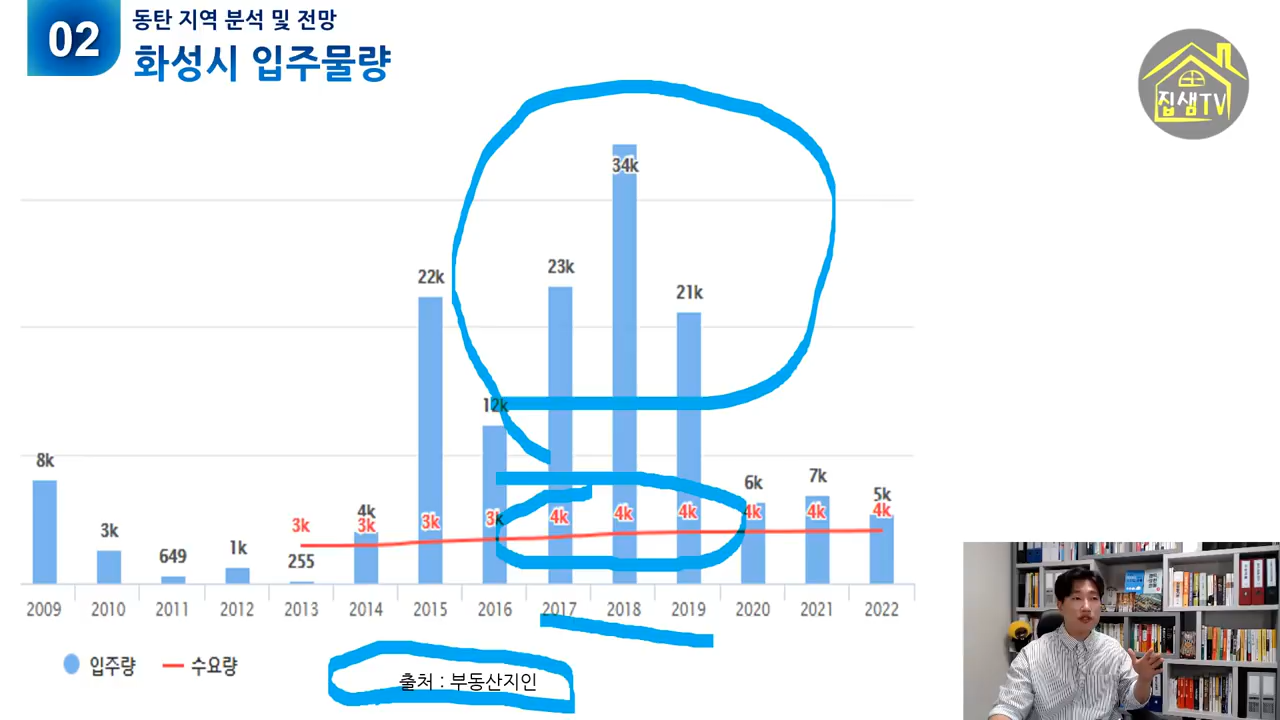 02
동탄 지역 분석 및 전망
화성시 입주물량
집샘TV
34k
23k
22k
21k
12k
8k
7k
6k
5k
4k
3k 3k 3k 3k 4k 4k 4k 4k 4k 4k
3k
649
1k
255
2009 2010 2011 2012 2013 2014 2015 2016 2017 2018 2019 2020 2021 2022
입주량 수요량
출처 : 부동산지인